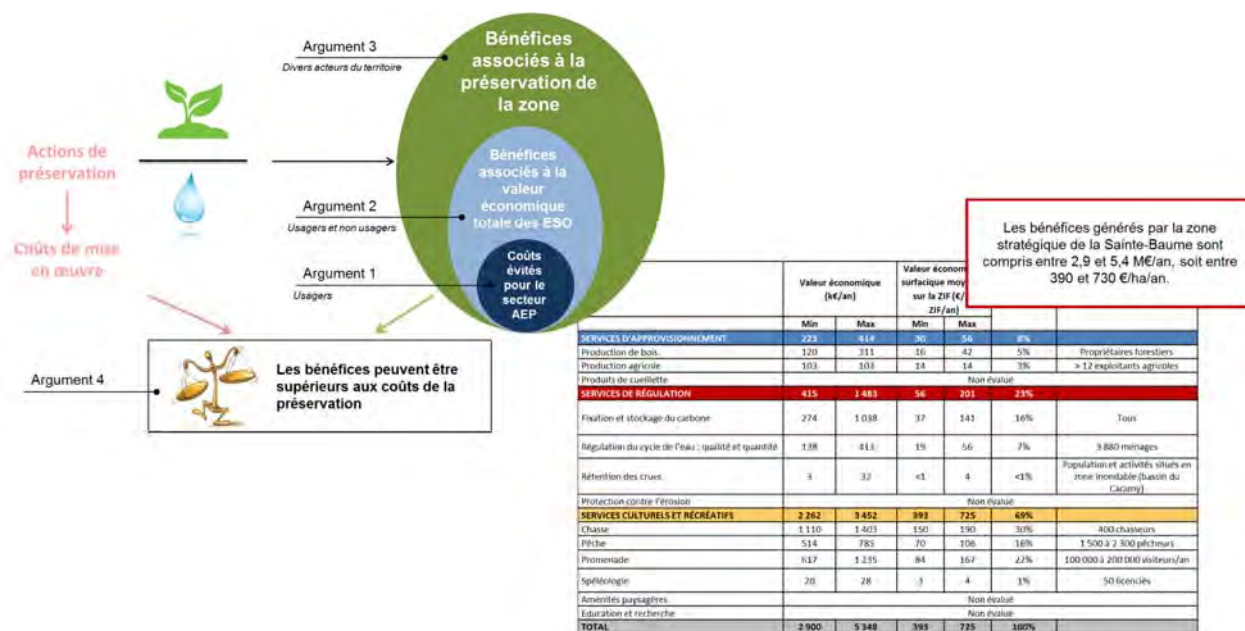 Argument 3
Divers acteurs du territoire
Bénéfices
associés à la
préservation de
la zone
Actions de
préservation
Coûts de mise
en œuvre
Argument 2
Usagers et non usagers
Bénéfices
associés à la
valeur
économique
totale des ESO
Argument 1
Usagers
Coûts
évités
pour le
secteur
AEP
Argument 4
Les bénéfices peuvent être
supérieurs aux coûts de la
préservation
Les bénéfices générés par la zone
stratégique de la Sainte-Baume sont
compris entre 2,9 et 5,4 M€/an, soit entre
390 et 730 €/ha/an.
Valeur économique
(k€/an)
Valeur écono
surfacique moy
sur la ZIF (€/
ZIF/an)
Min Max Min Max
SERVICES D'APPROVISIONNEMENT 223 414 30 56 8%
Production de bois 120 311 16 42 5% Propriétaires forestiers
Production agricole 103 103 14 14 3% > 12 exploitants agricoles
Produits de cueillette Non évalué
SERVICES DE RÉGULATION 415 1 483 56 201 23%
Fixation et stockage du carbone 274 1 038 37 141 16% Tous
Régulation du cycle de l'eau : qualité et quantité 138 413 19 56 7% 3 880 ménages
Rétention des crues 3 32 <1 4 <1% Population et activités situés en
zone inondable (bassin du
Caramy)
Protection contre l'érosion Non évalué
SERVICES CULTURELS ET RÉCRÉATIFS 2 262 3 452 393 725 69%
Chasse 1 110 1 403 150 190 30% 400 chasseurs
Pêche 514 785 70 106 16% 1 500 à 2 300 pêcheurs
Promenade 617 1 235 84 167 22% 100 000 à 200 000 visiteurs/an
Spéléologie 20 28 3 4 1% 50 licenciés
Aménités paysagères Non évalué
Education et recherche Non évalué
TOTAL 2 900 5 348 393 725 100%